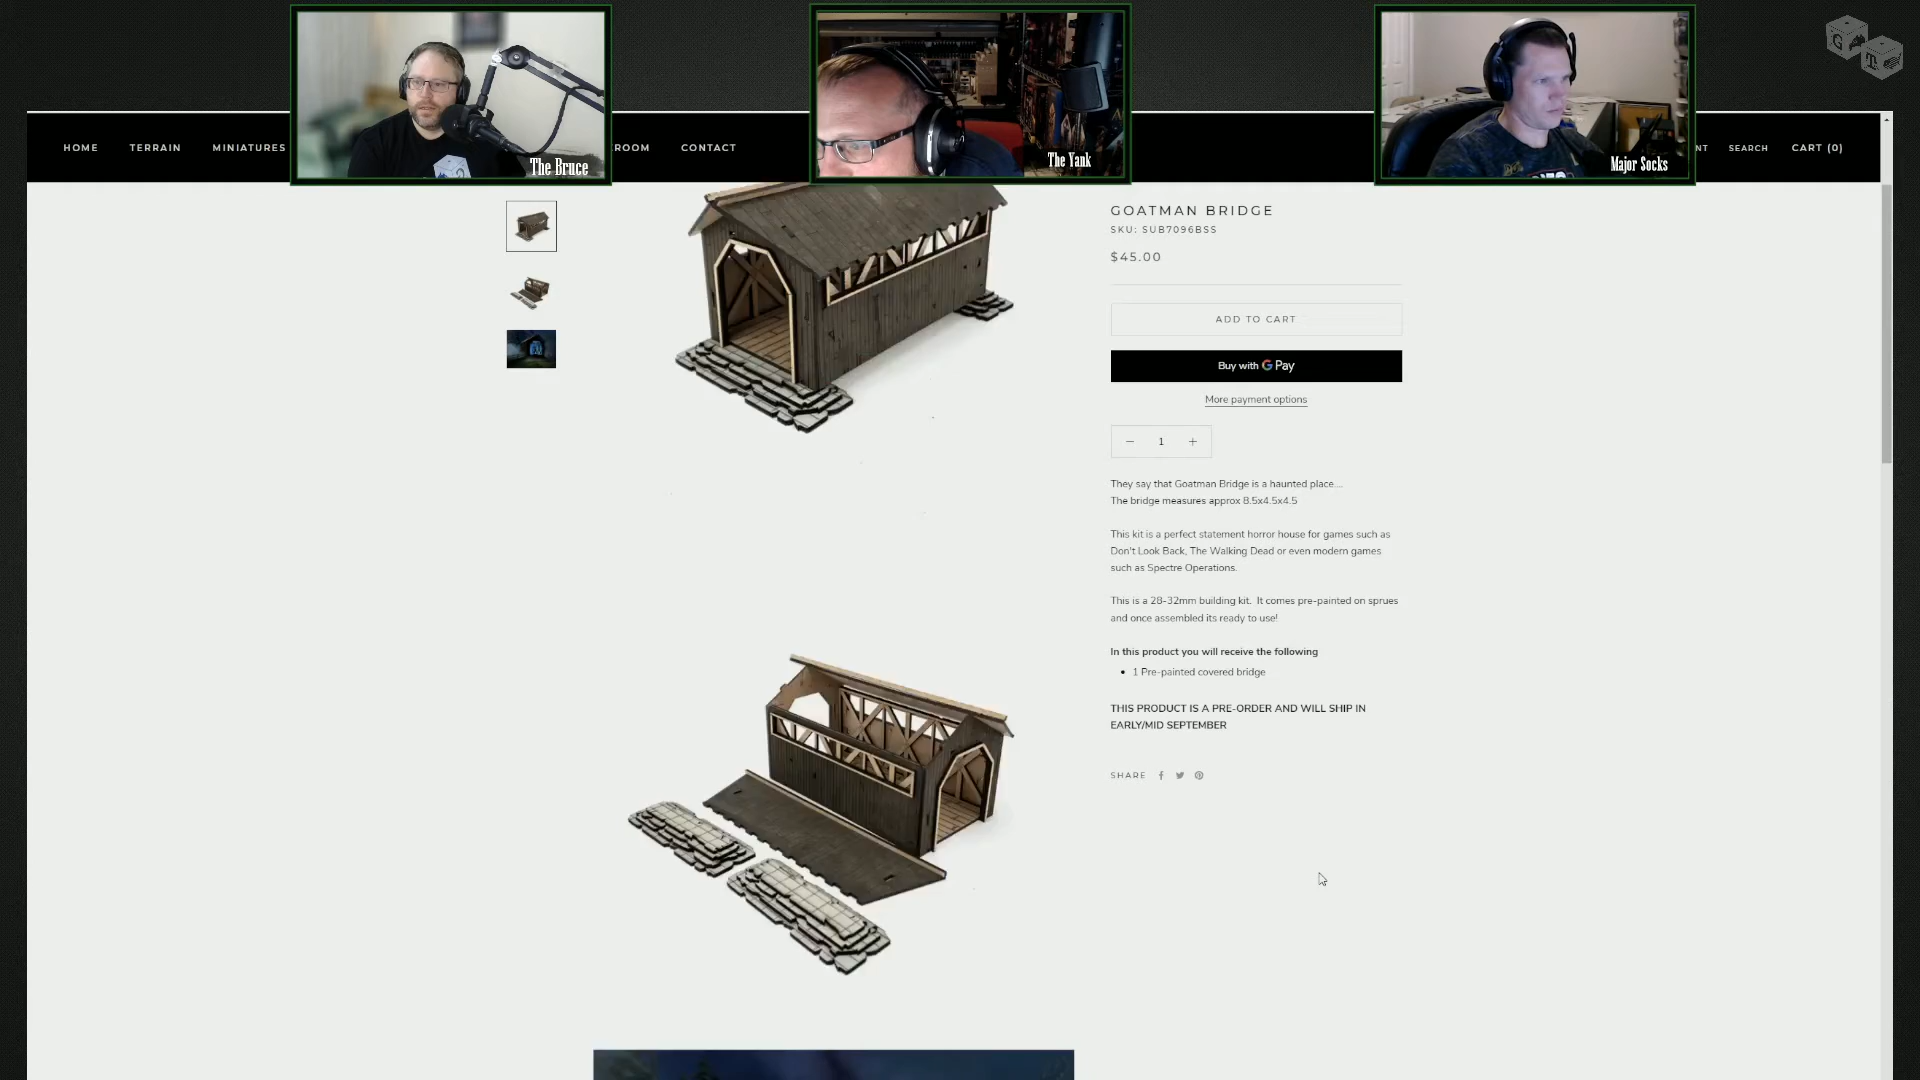 The Bruce
The Yank
Major Socks
G
T
HOME
TERRAIN
MINIATURES
ROOM
CONTACT
NT
SEARCH
CART (0)
GOATMAN BRIDGE
SKU: SUB7096BSS
$45.00
ADD TO CART
Buy with G Pay
More payment options
− 1 +
They say that Goatman Bridge is a haunted place....
The bridge measures approx 8.5x4.5x4.5
This kit is a perfect statement horror house for games such as
Don't Look Back, The Walking Dead or even modern games
such as Spectre Operations.
This is a 28-32mm building kit. It comes pre-painted on sprues
and once assembled its ready to use!
In this product you will receive the following
• 1 Pre-painted covered bridge
THIS PRODUCT IS A PRE-ORDER AND WILL SHIP IN
EARLY/MID SEPTEMBER
SHARE